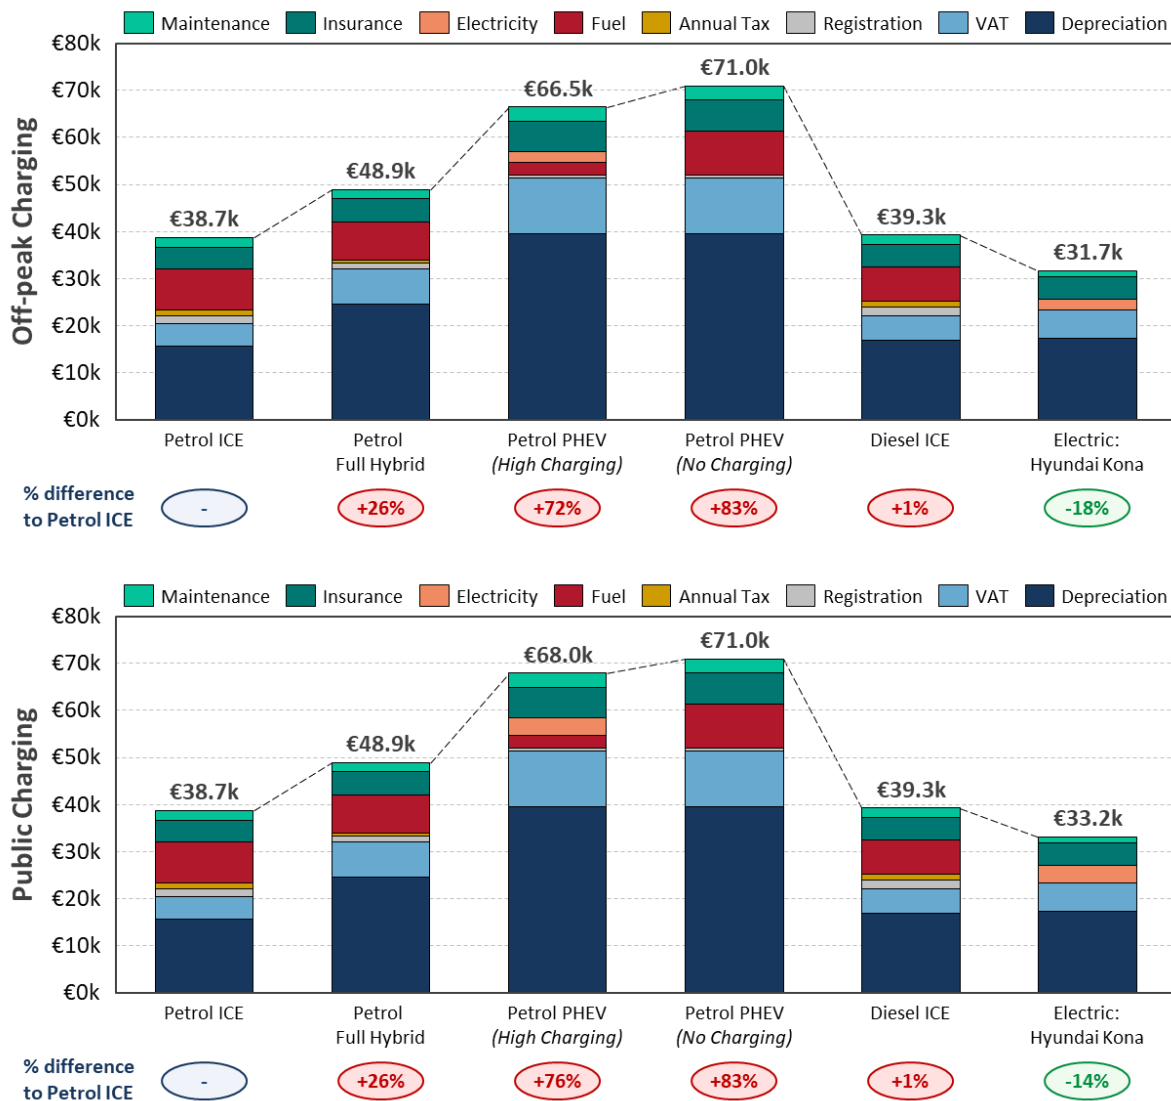 Maintenance Insurance Electricity Fuel Annual Tax Registration VAT Depreciation
Off-peak Charging
€80k
€70k
€60k
€50k
€40k
€30k
€20k
€10k
€0k
€38.7k
€48.9k
€66.5k
€71.0k
€39.3k
€31.7k
Petrol ICE
Petrol
Full Hybrid
Petrol PHEV
(High Charging)
Petrol PHEV
(No Charging)
Diesel ICE
Electric:
Hyundai Kona
% difference
to Petrol ICE
- +26% +72% +83% +1% -18%
Maintenance Insurance Electricity Fuel Annual Tax Registration VAT Depreciation
Public Charging
€80k
€70k
€60k
€50k
€40k
€30k
€20k
€10k
€0k
€38.7k
€48.9k
€68.0k
€71.0k
€39.3k
€33.2k
Petrol ICE
Petrol
Full Hybrid
Petrol PHEV
(High Charging)
Petrol PHEV
(No Charging)
Diesel ICE
Electric:
Hyundai Kona
% difference
to Petrol ICE
- +26% +76% +83% +1% -14%